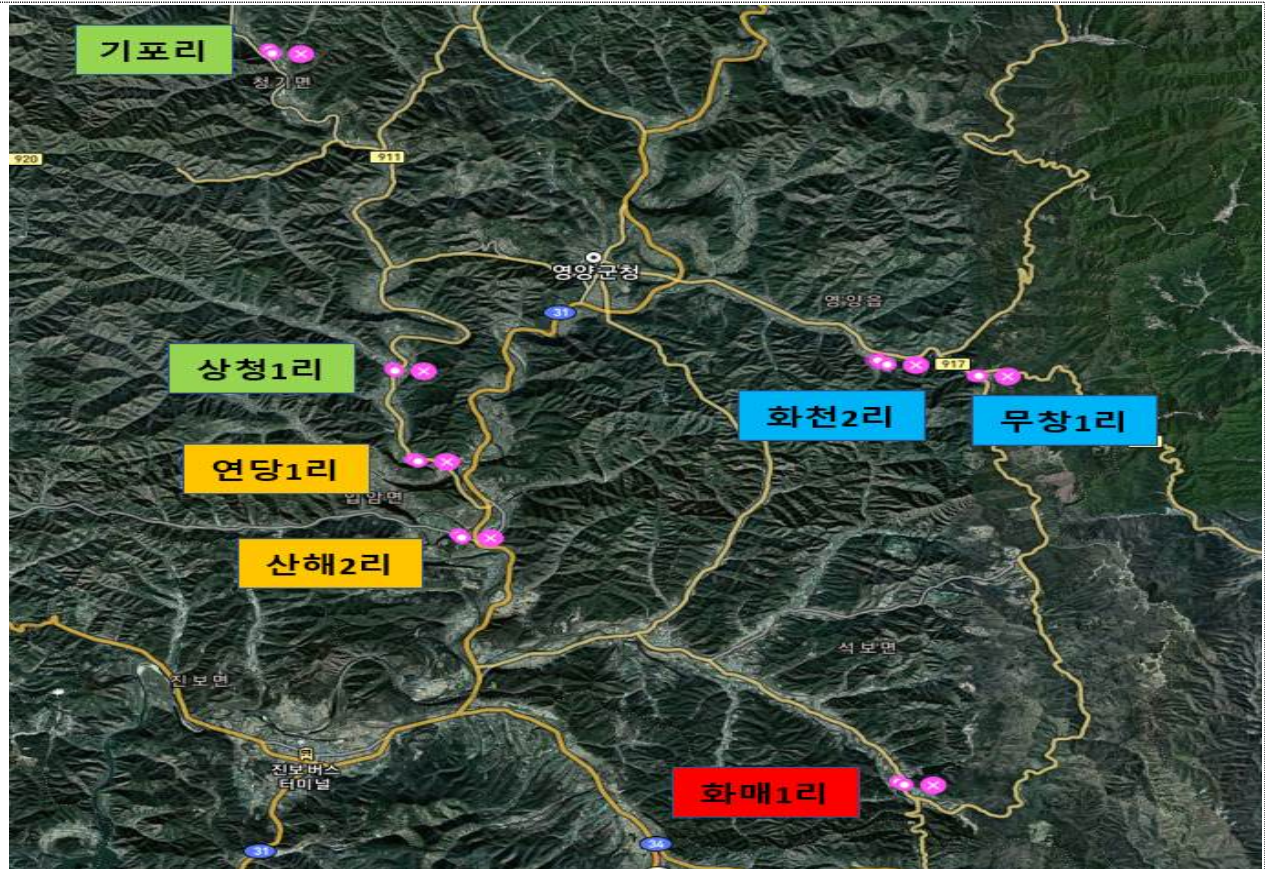 기포리
청기면
920
911
영양군청
영양읍
31
상청1리
917
화천2리
무창1리
연당1리
입암면
산해2리
석보면
진보면
진보버스
터미널
화매1리
31
34